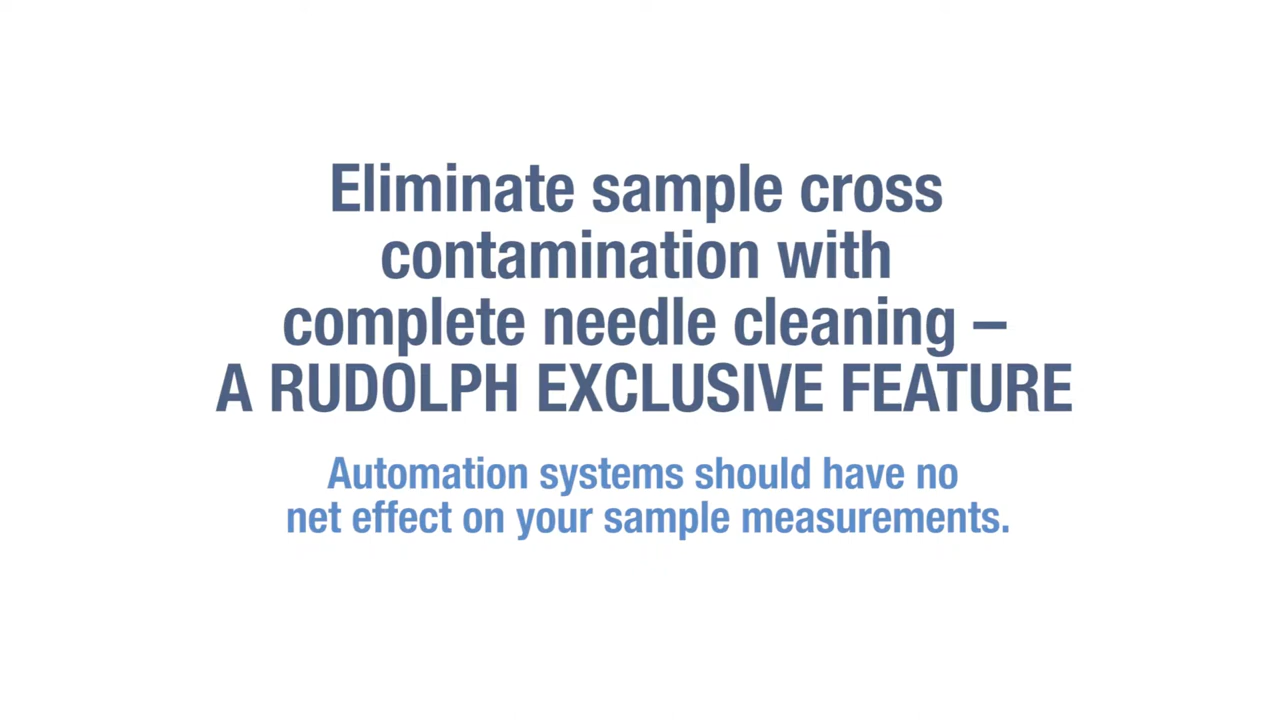 Eliminate sample cross
contamination with
complete needle cleaning –
A RUDOLPH EXCLUSIVE FEATURE
Automation systems should have no
net effect on your sample measurements.